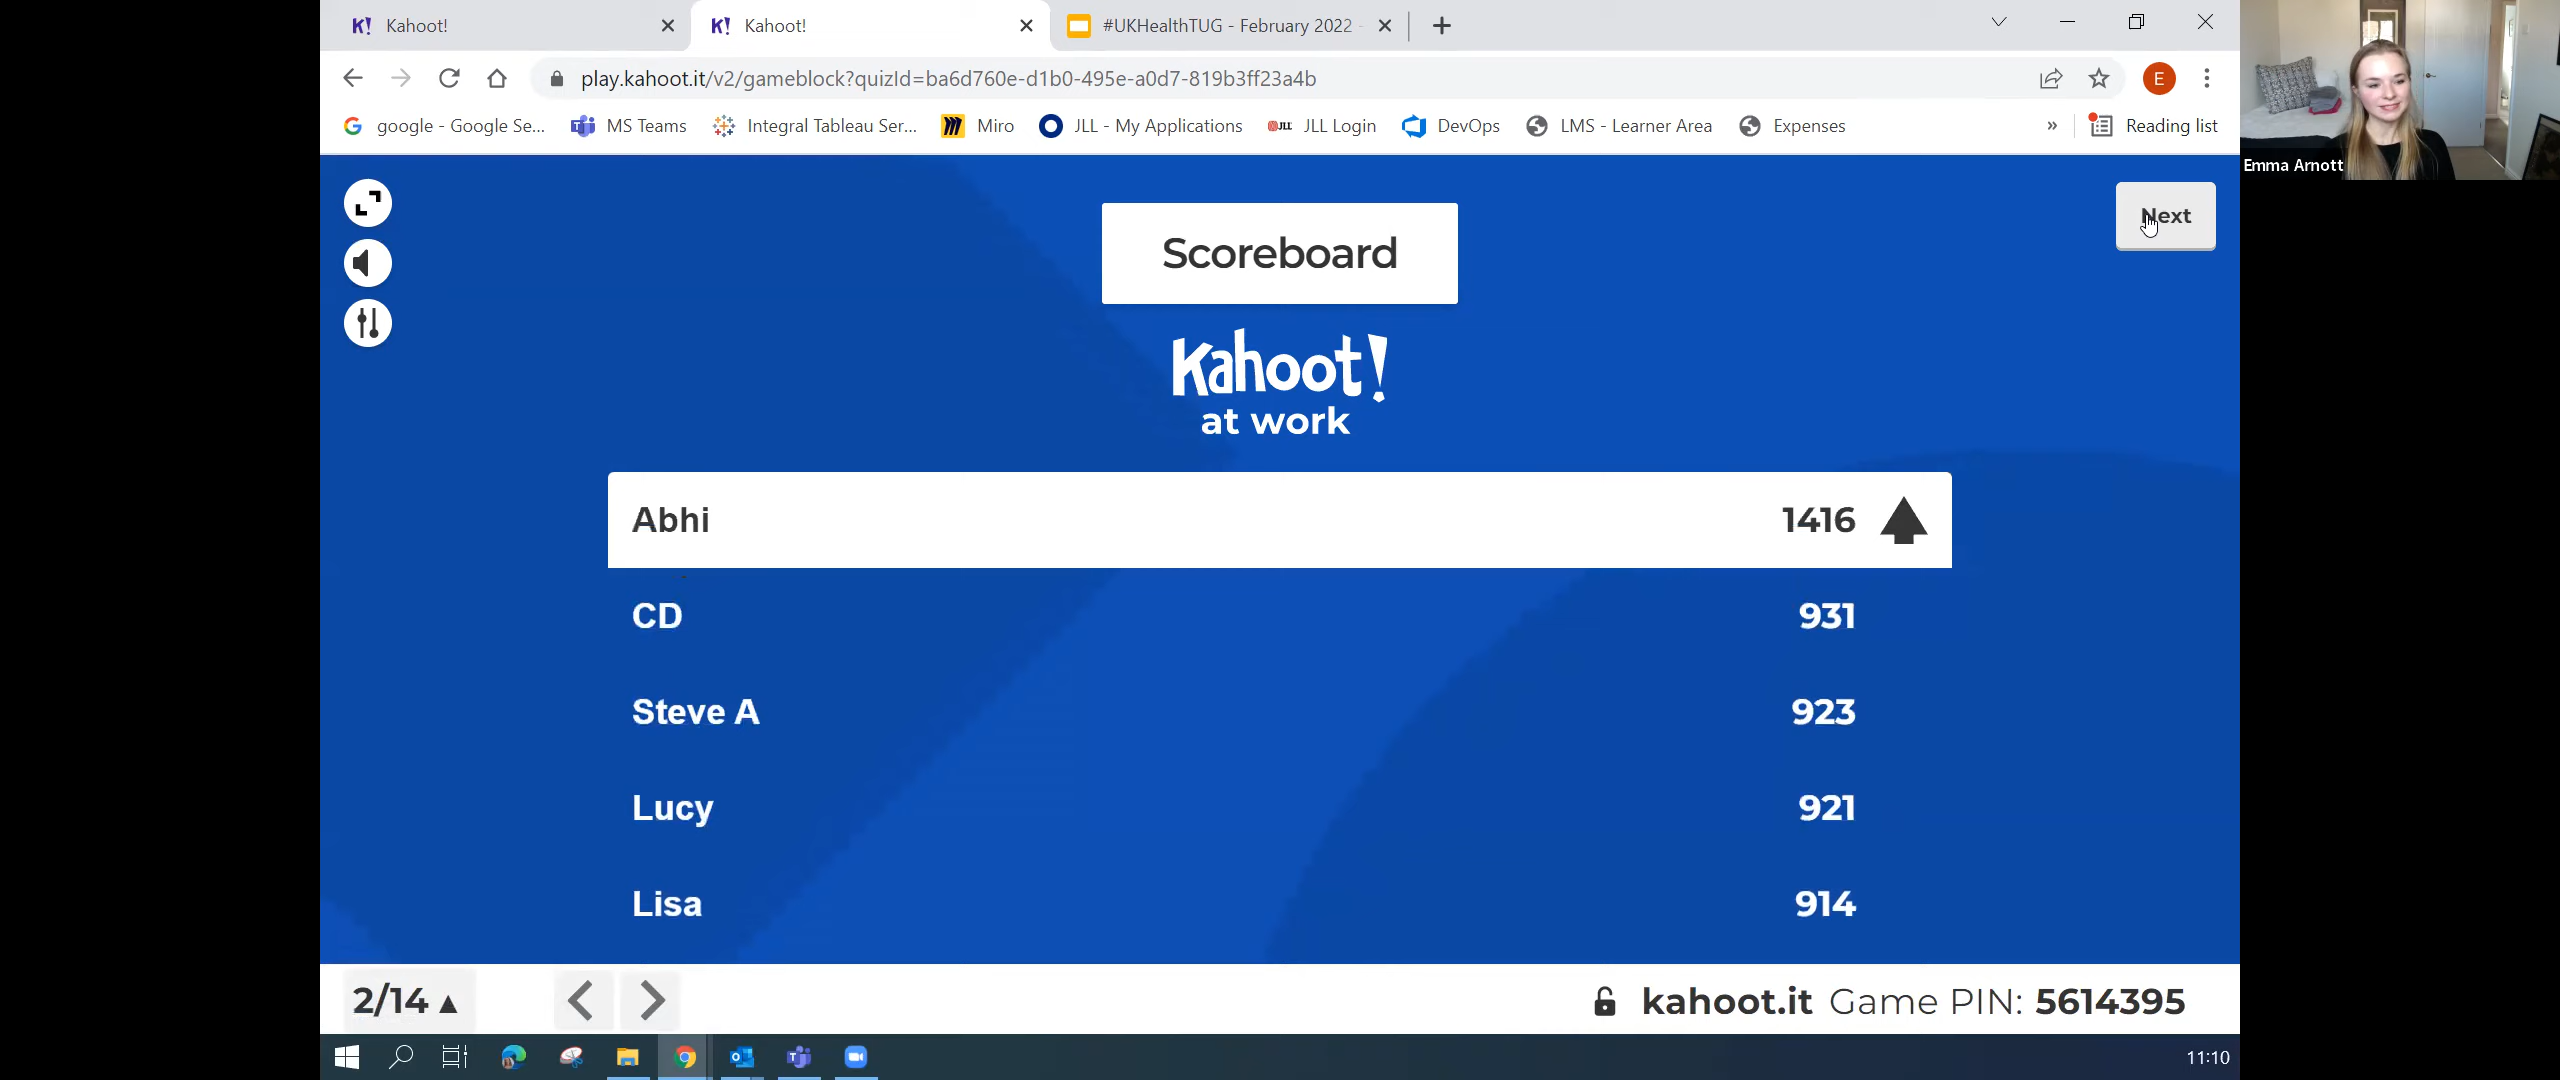 K! Kahoot!
K! Kahoot!
#UKHealthTUG - February 2022 -
play.kahoot.it/v2/gameblock?quizId=ba6d760e-d1b0-495e-a0d7-819b3ff23a4b
E
google - Google Se...
MS Teams
Integral Tableau Ser...
Miro
JLL - My Applications
JLL Login
DevOps
LMS - Learner Area
Expenses
»
Reading list
Emma Arnott
Next
Scoreboard
Kahoot!
at work
Abhi 1416
CD 931
Steve A 923
Lucy 921
Lisa 914
2/14
kahoot.it Game PIN: 5614395
11:10